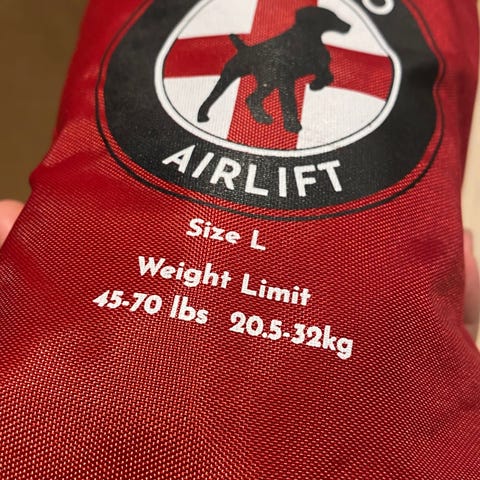 AIRLIFT
Size L
Weight Limit
45-70 lbs 20.5-32kg